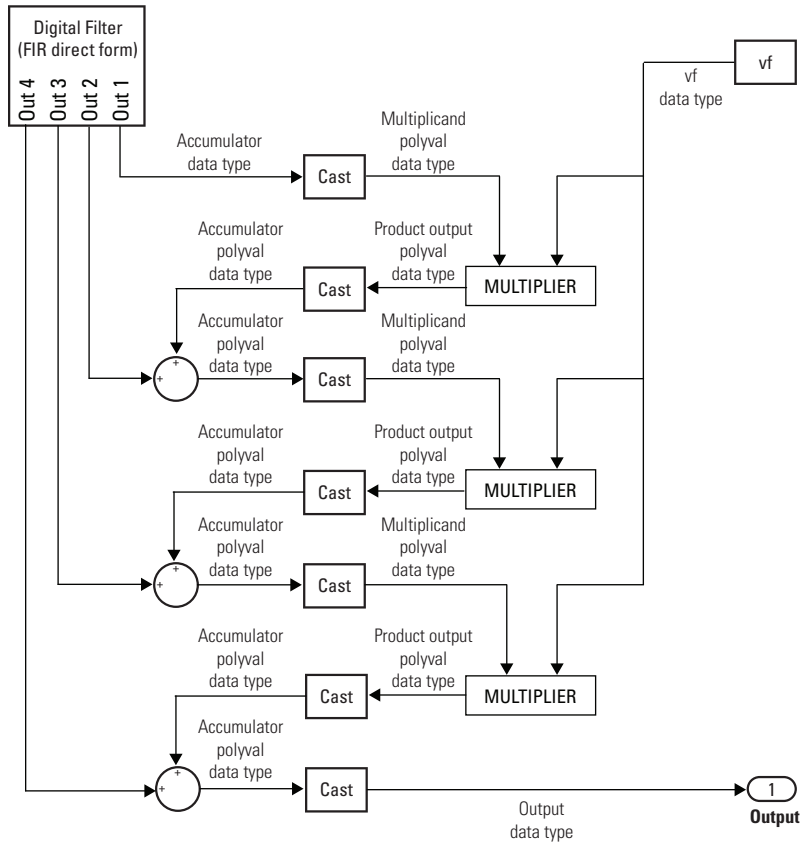 Digital Filter
(FIR direct form)
Out 4
Out 3
Out 2
Out 1
vf
vf
data type
Accumulator
data type
Cast
Multiplicand
polyval
data type
Accumulator
polyval
data type
Cast
Product output
polyval
data type
MULTIPLIER
+
+
Accumulator
polyval
data type
Cast
Multiplicand
polyval
data type
Accumulator
polyval
data type
Cast
Product output
polyval
data type
MULTIPLIER
+
+
Accumulator
polyval
data type
Cast
Multiplicand
polyval
data type
Accumulator
polyval
data type
Cast
Product output
polyval
data type
MULTIPLIER
+
+
Accumulator
polyval
data type
Cast
Output
data type
1
Output